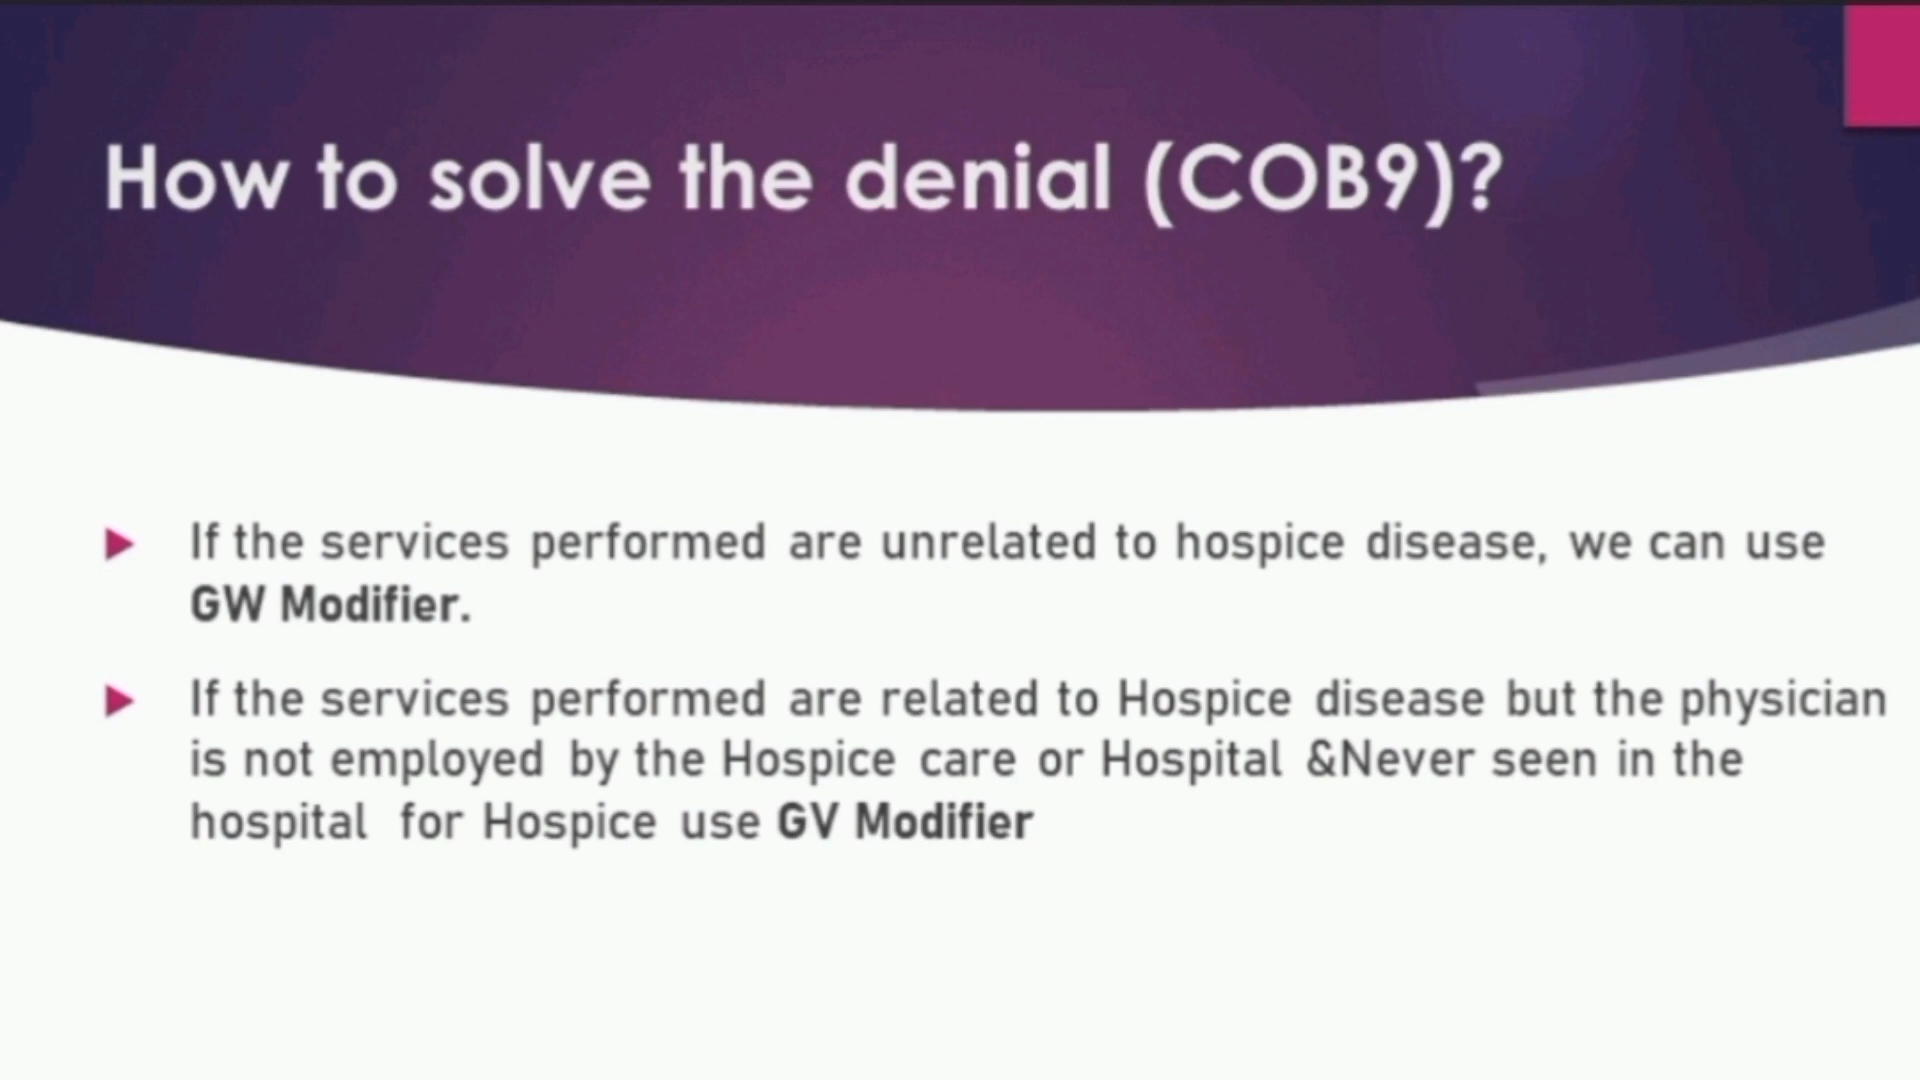 How to solve the denial (COB9)?
If the services performed are unrelated to hospice disease, we can use
GW Modifier.
If the services performed are related to Hospice disease but the physician
is not employed by the Hospice care or Hospital &Never seen in the
hospital for Hospice use GV Modifier